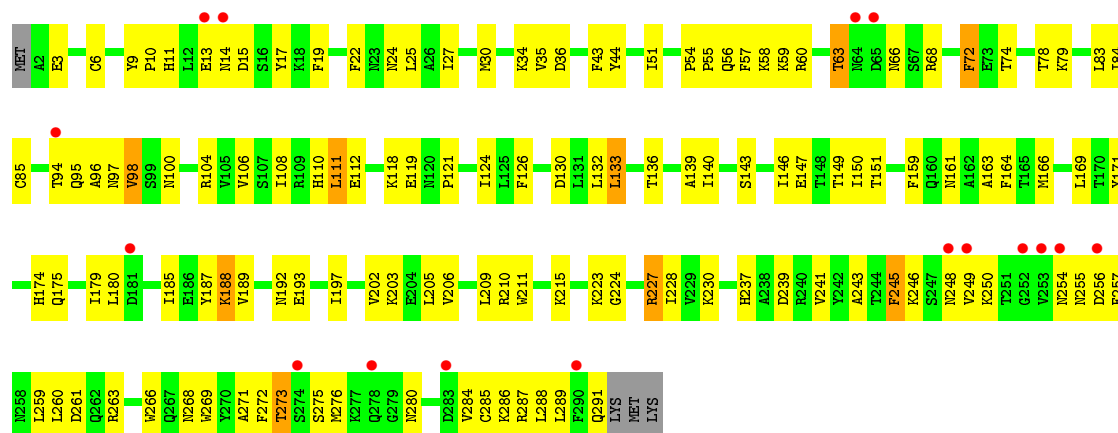 MET A2 E3 C6 Y9 P10 H11 L12 E13 N14 D15 S16 Y17 K18 F19 F22 N23 N24 L25 A26 I27 M30 K34 V35 D36 F43 Y44 I51 P54 P55 Q56 F57 K58 K59 R60 T63 N64 D65 N66 S67 R68 F72 E73 T74 T78 K79 L83 I84
C85 T94 Q95 A96 N97 V98 S99 N100 R104 V105 V106 S107 I108 R109 H110 L111 E112 K118 E119 N120 P121 I124 L125 F126 D130 L131 L132 L133 T136 A139 I140 S143 I146 E147 T148 T149 I150 T151 F159 Q160 N161 A162 A163 F164 T165 M166 L169 T170 Y171
H174 Q175 I179 L180 D181 I185 E186 Y187 K188 V189 N192 E193 I197 V202 K203 E204 L205 V206 L209 R210 W211 K215 K223 G224 R227 I228 V229 K230 H237 A238 D239 R240 V241 Y242 A243 T244 F245 K246 S247 N248 V249 K250 T251 G252 V253 N254 N255 D256
N258 L259 L260 D261 Q262 R263 W266 Q267 N268 W269 Y270 A271 F272 T273 S274 S275 M276 K277 Q278 G279 N280 D283 V284 C285 K286 R287 L288 L289 F290 Q291 LYS MET LYS